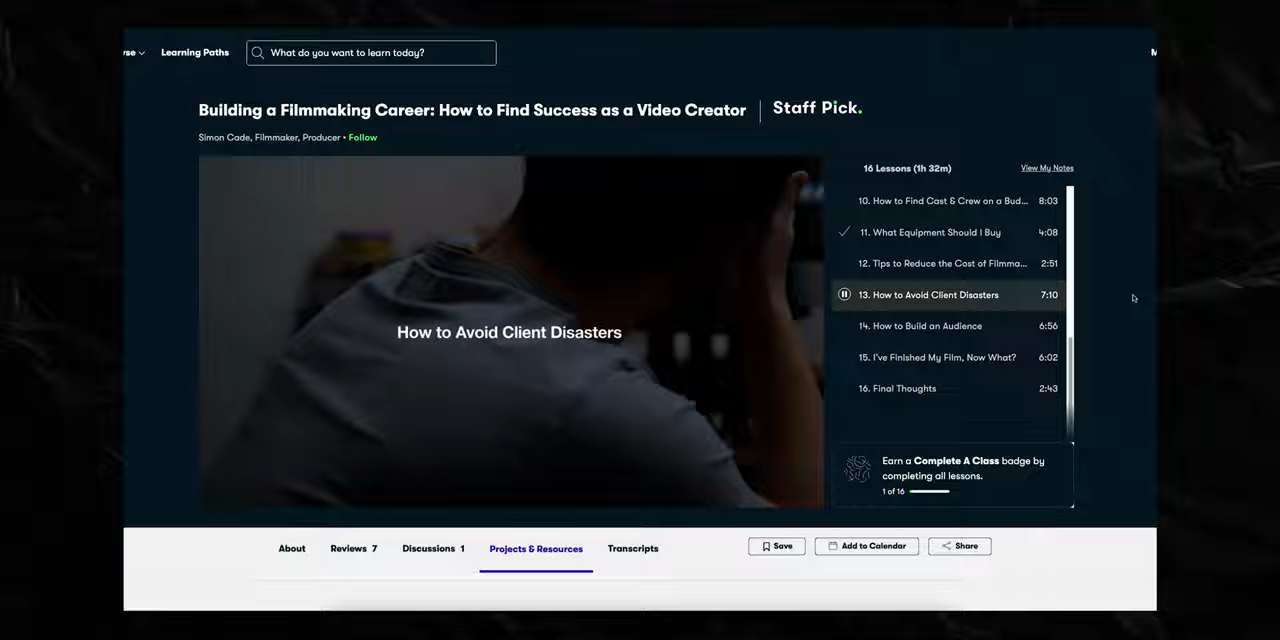 Learning Paths
What do you want to learn today?
Building a Filmmaking Career: How to Find Success as a Video Creator
Staff Pick.
Simon Cade, Filmmaker, Producer • Follow
How to Avoid Client Disasters
16 Lessons (1h 32m)
View My Notes
10. How to Find Cast & Crew on a Bud... 8:03
11. What Equipment Should I Buy 4:08
12. Tips to Reduce the Cost of Filmma... 2:51
13. How to Avoid Client Disasters 7:10
14. How to Build an Audience 6:56
15. I've Finished My Film, Now What? 6:02
16. Final Thoughts 2:43
Earn a Complete A Class badge by
completing all lessons.
1 of 16
About Reviews 7 Discussions 1 Projects & Resources Transcripts
Save Add to Calendar Share